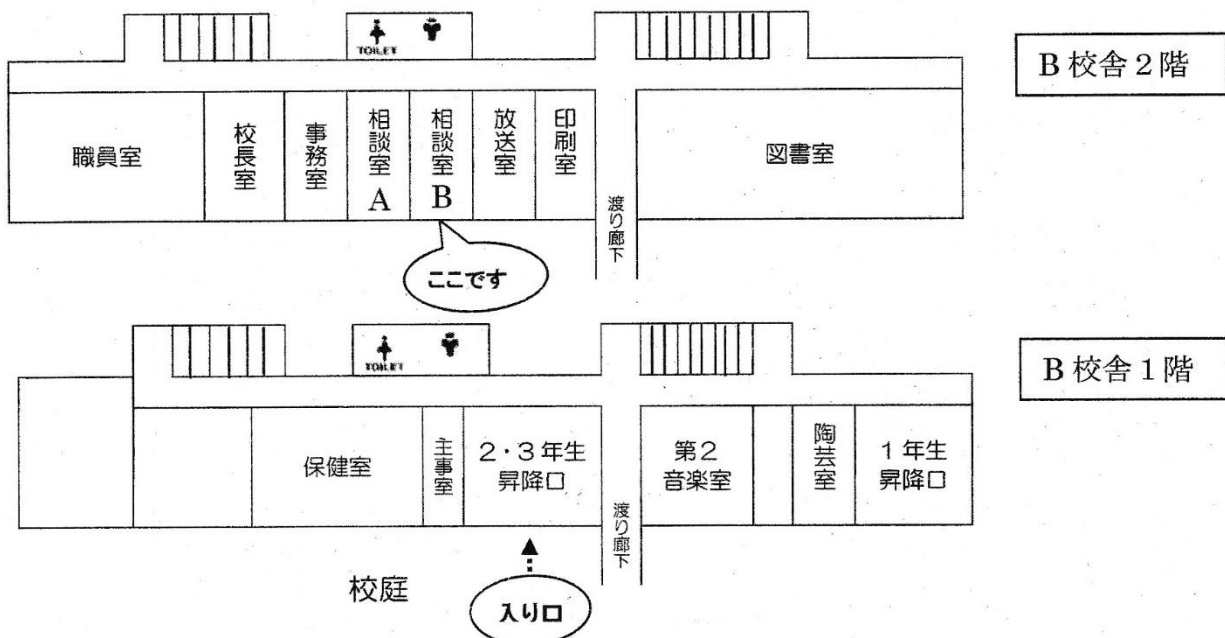 TOILET
B校舎2階
職員室
校長室
事務室
相談室A
相談室B
放送室
印刷室
渡り廊下
図書室
ここです
TOILET
B校舎1階
保健室
主事室
2・3年生
昇降口
渡り廊下
第2
音楽室
陶芸室
1年生
昇降口
校庭
入り口